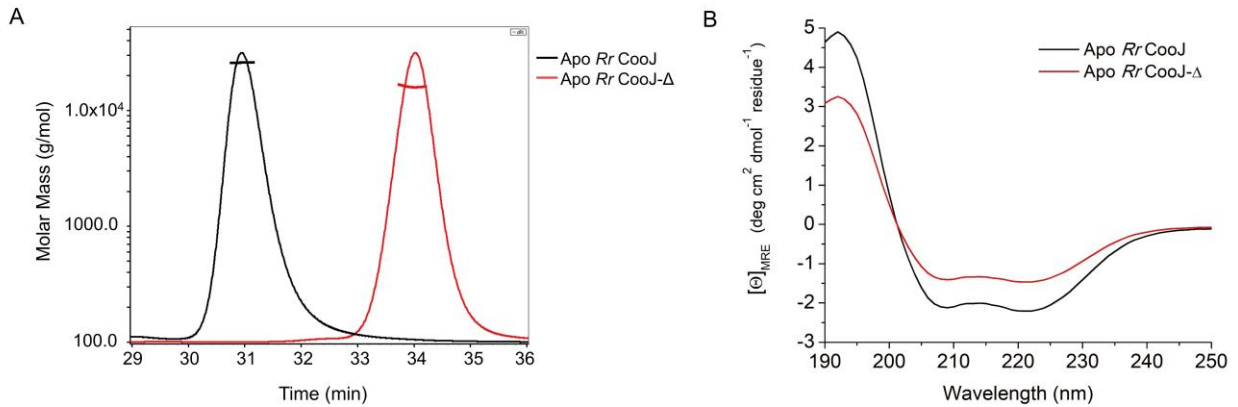 A
Molar Mass (g/mol)
1.0x10⁴
1000.0
100.0
29 30 31 32 33 34 35 36
Time (min)
Apo Rr CooJ
Apo Rr CooJ-Δ
B
[Θ]MRE (deg cm² dmol⁻¹ residue⁻¹)
5
4
3
2
1
0
-1
-2
-3
190 200 210 220 230 240 250
Wavelength (nm)
Apo Rr CooJ
Apo Rr CooJ-Δ